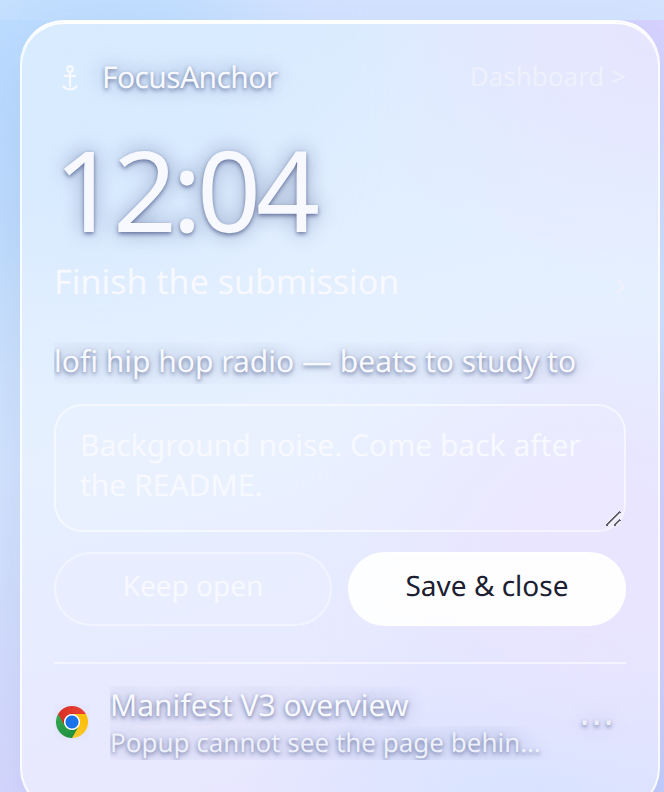 FocusAnchor
Dashboard >
12:04
Finish the submission
lofi hip hop radio — beats to study to
Background noise. Come back after
the README.
Keep open
Save & close
Manifest V3 overview
Popup cannot see the page behin...